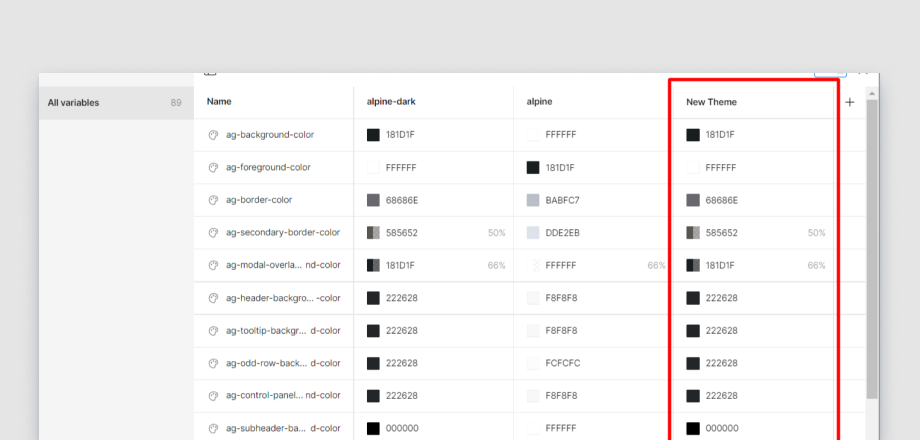 All variables 89 Name alpine-dark alpine New Theme +
ag-background-color 181D1F FFFFFF 181D1F
ag-foreground-color FFFFFF 181D1F FFFFFF
ag-border-color 68686E BABFC7 68686E
ag-secondary-border-color 585652 50% DDE2EB 585652 50%
ag-modal-overla... nd-color 181D1F 66% FFFFFF 66% 181D1F 66%
ag-header-backgro... -color 222628 F8F8F8 222628
ag-tooltip-backgr... d-color 222628 F8F8F8 222628
ag-odd-row-back... d-color 222628 FCFCFC 222628
ag-control-panel... nd-color 222628 F8F8F8 222628
ag-subheader-ba... d-color 000000 FFFFFF 000000